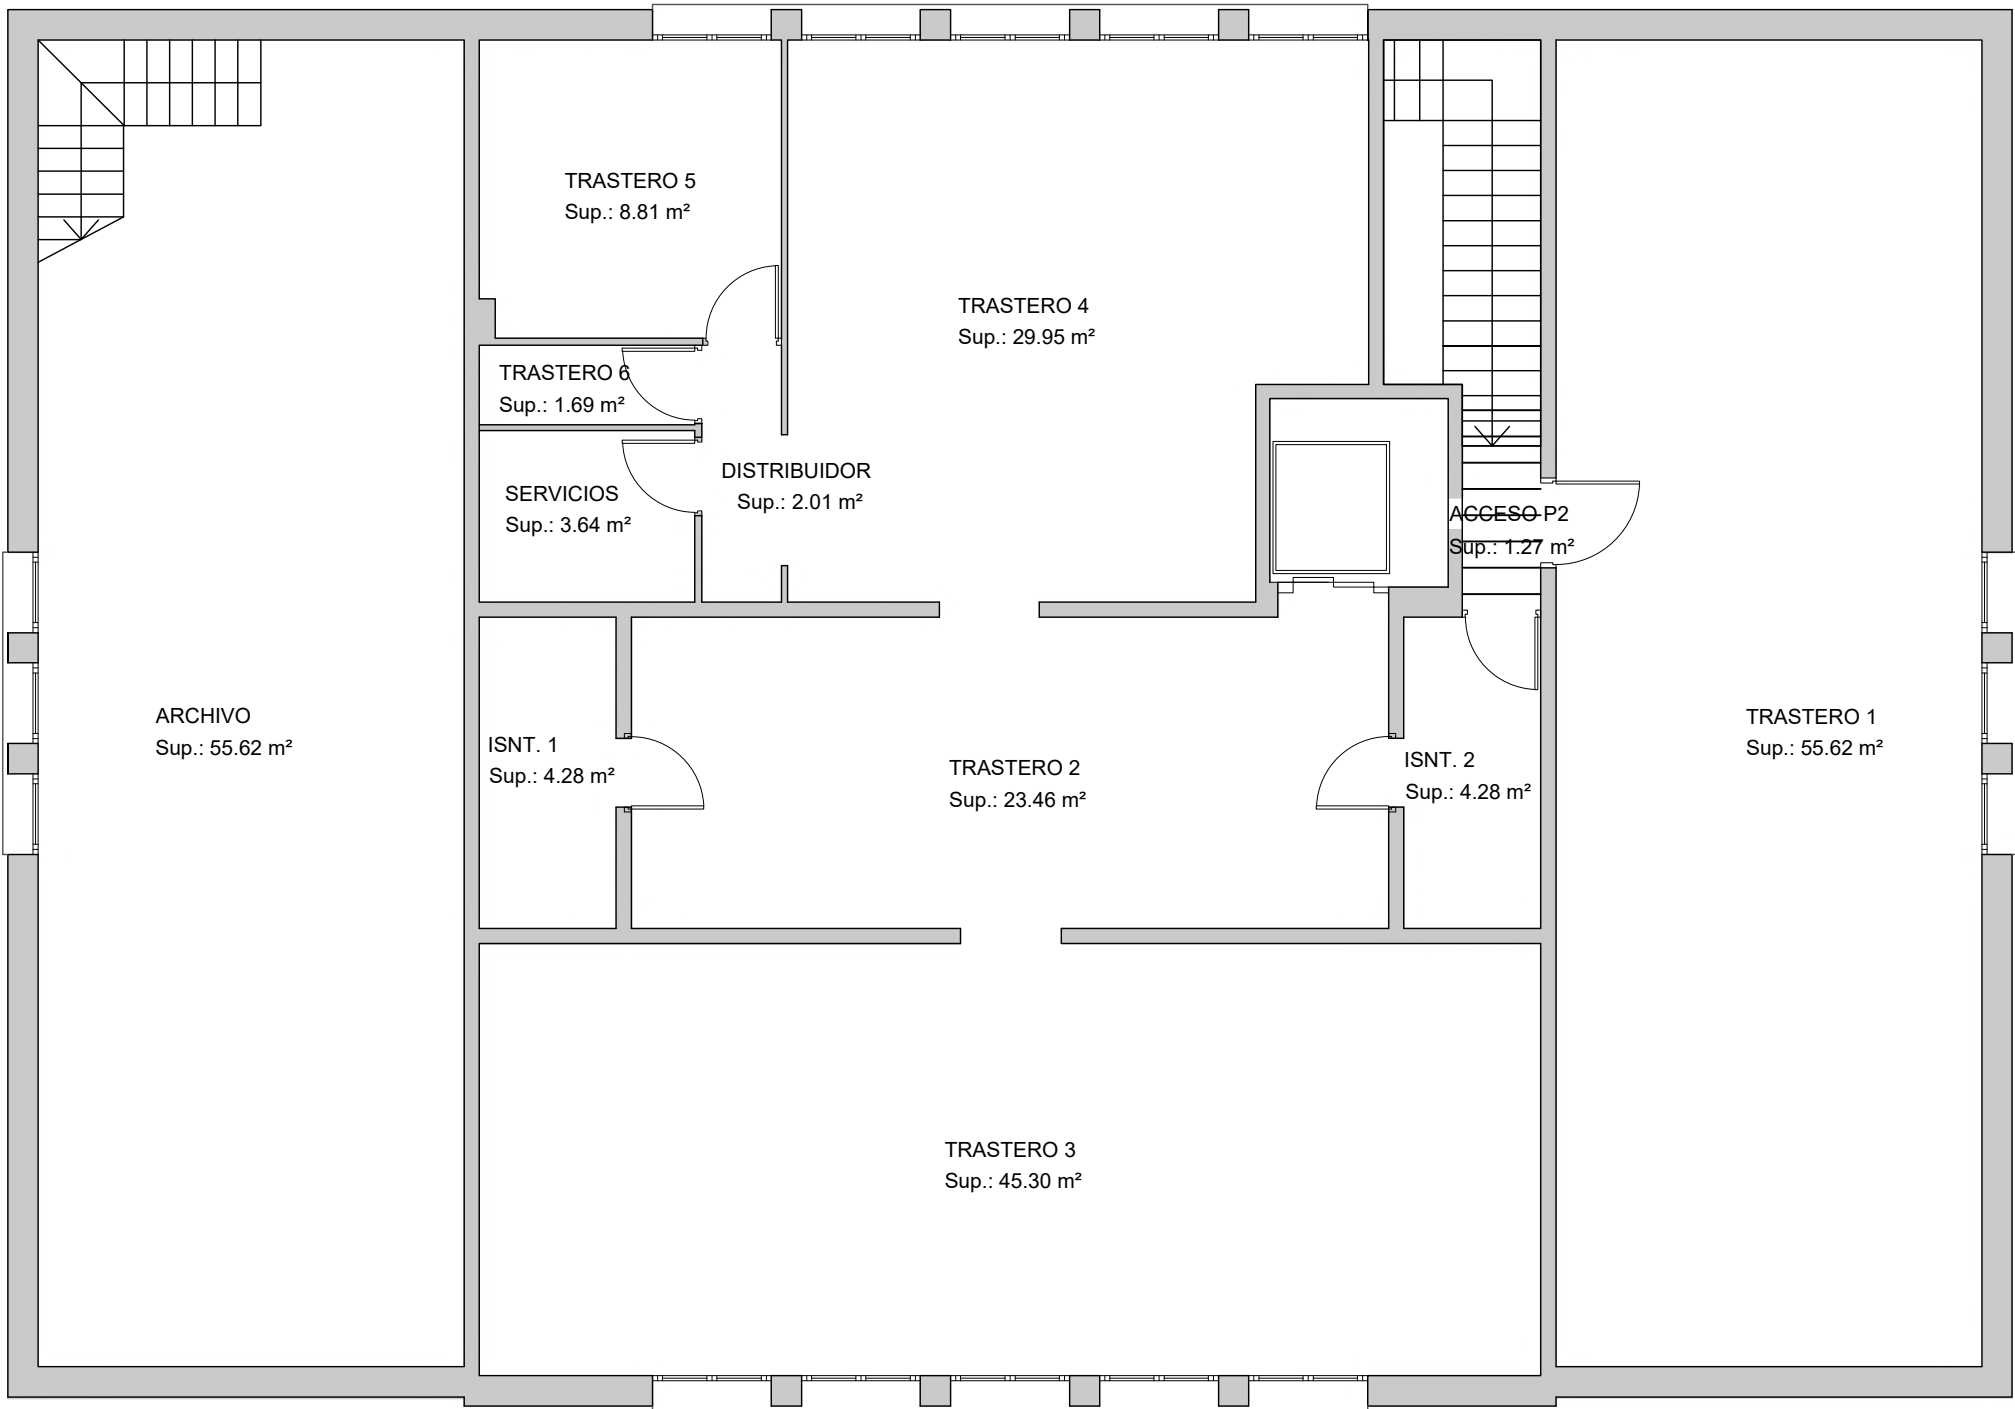 TRASTERO 5
Sup.: 8.81 m²
TRASTERO 4
Sup.: 29.95 m²
TRASTERO 6
Sup.: 1.69 m²
DISTRIBUIDOR
Sup.: 2.01 m²
SERVICIOS
Sup.: 3.64 m²
ACCESO P2
Sup.: 1.27 m²
ARCHIVO
Sup.: 55.62 m²
ISNT. 1
Sup.: 4.28 m²
TRASTERO 2
Sup.: 23.46 m²
ISNT. 2
Sup.: 4.28 m²
TRASTERO 1
Sup.: 55.62 m²
TRASTERO 3
Sup.: 45.30 m²